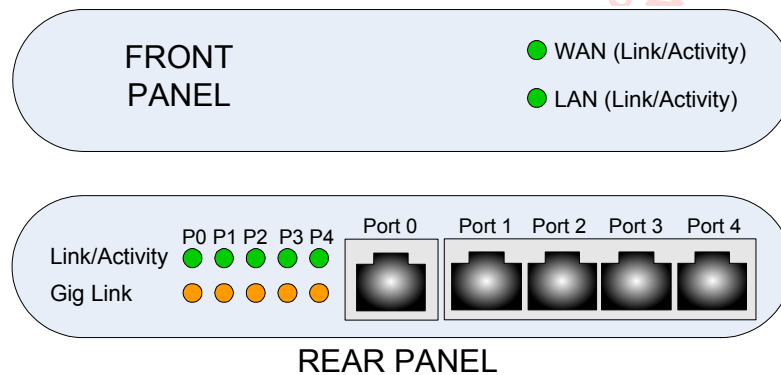 FRONT
PANEL
WAN (Link/Activity)
LAN (Link/Activity)
P0 P1 P2 P3 P4
Port 0 Port 1 Port 2 Port 3 Port 4
Link/Activity
Gig Link
REAR PANEL